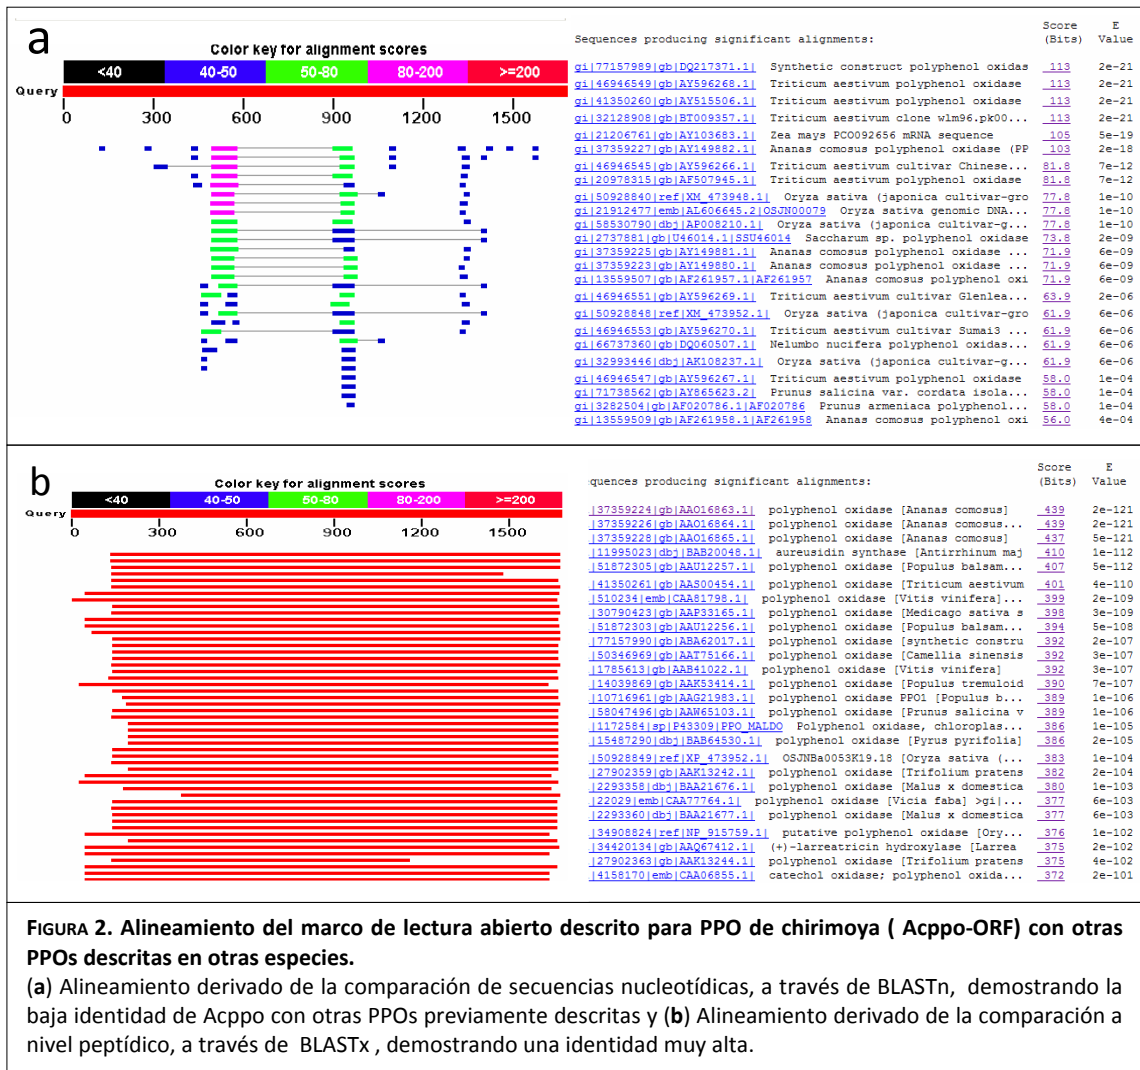 a
Color key for alignment scores
<40 40-50 50-80 80-200 >=200
Query
0 300 600 900 1200 1500
Score E
Sequences producing significant alignments: (Bits) Value
gi|77157989|gb|DQ217371.1| Synthetic construct polyphenol oxidas 113 2e-21
gi|46946549|gb|AY596268.1| Triticum aestivum polyphenol oxidase 113 2e-21
gi|41350260|gb|AY515506.1| Triticum aestivum polyphenol oxidase 113 2e-21
gi|32128908|gb|BT009357.1| Triticum aestivum clone wlm96.pk00... 113 2e-21
gi|21206761|gb|AY103683.1| Zea mays PCO092656 mRNA sequence 105 5e-19
gi|37359227|gb|AY149882.1| Ananas comosus polyphenol oxidase (PP 103 2e-18
gi|46946545|gb|AY596266.1| Triticum aestivum cultivar Chinese... 81.8 7e-12
gi|20978315|gb|AF507945.1| Triticum aestivum polyphenol oxidase 81.8 7e-12
gi|50928840|ref|XM_473948.1| Oryza sativa (japonica cultivar-gro 77.8 1e-10
gi|21912477|emb|AL606645.2|OSJN00079 Oryza sativa genomic DNA... 77.8 1e-10
gi|58530790|dbj|AP008210.1| Oryza sativa (japonica cultivar-g... 77.8 1e-10
gi|2737881|gb|U46014.1|SSU46014 Saccharum sp. polyphenol oxidase 73.8 2e-09
gi|37359225|gb|AY149881.1| Ananas comosus polyphenol oxidase ... 71.9 6e-09
gi|37359223|gb|AY149880.1| Ananas comosus polyphenol oxidase ... 71.9 6e-09
gi|13559507|gb|AF261957.1|AF261957 Ananas comosus polyphenol oxi 71.9 6e-09
gi|46946551|gb|AY596269.1| Triticum aestivum cultivar Glenlea... 63.9 2e-06
gi|50928848|ref|XM_473952.1| Oryza sativa (japonica cultivar-gro 61.9 6e-06
gi|46946553|gb|AY596270.1| Triticum aestivum cultivar Sumai3 ... 61.9 6e-06
gi|66737360|gb|DQ060507.1| Nelumbo nucifera polyphenol oxidas... 61.9 6e-06
gi|32993446|dbj|AK108237.1| Oryza sativa (japonica cultivar-g... 61.9 6e-06
gi|46946547|gb|AY596267.1| Triticum aestivum polyphenol oxidase 58.0 1e-04
gi|71738562|gb|AY865623.2| Prunus salicina var. cordata isola... 58.0 1e-04
gi|3282504|gb|AF020786.1|AF020786 Prunus armeniaca polyphenol... 58.0 1e-04
gi|13559509|gb|AF261958.1|AF261958 Ananas comosus polyphenol oxi 56.0 4e-04
b
Color key for alignment scores
<40 40-50 50-80 80-200 >=200
Query
0 300 600 900 1200 1500
Score E
quences producing significant alignments: (Bits) Value
|37359224|gb|AAO16863.1| polyphenol oxidase [Ananas comosus] 439 2e-121
|37359226|gb|AAO16864.1| polyphenol oxidase [Ananas comosus... 439 2e-121
|37359228|gb|AAO16865.1| polyphenol oxidase [Ananas comosus] 437 5e-121
|11995023|dbj|BAB20048.1| aureusidin synthase [Antirrhinum maj 410 1e-112
|51872305|gb|AAU12257.1| polyphenol oxidase [Populus balsam... 407 5e-112
|41350261|gb|AAS00454.1| polyphenol oxidase [Triticum aestivum 401 4e-110
|510234|emb|CAA81798.1| polyphenol oxidase [Vitis vinifera]... 399 2e-109
|30790423|gb|AAP33165.1| polyphenol oxidase [Medicago sativa s 398 3e-109
|51872303|gb|AAU12256.1| polyphenol oxidase [Populus balsam... 394 5e-108
|77157990|gb|ABA62017.1| polyphenol oxidase [synthetic constru 392 2e-107
|50346969|gb|AAT75166.1| polyphenol oxidase [Camellia sinensis 392 3e-107
|1785613|gb|AAB41022.1| polyphenol oxidase [Vitis vinifera] 392 3e-107
|14039869|gb|AAK53414.1| polyphenol oxidase [Populus tremuloid 390 7e-107
|10716961|gb|AAG21983.1| polyphenol oxidase PPO1 [Populus b... 389 1e-106
|58047496|gb|AAW65103.1| polyphenol oxidase [Prunus salicina v 389 1e-106
|1172584|sp|P43309|PPO_MALDO Polyphenol oxidase, chloroplas... 386 1e-105
|15487290|dbj|BAB64530.1| polyphenol oxidase [Pyrus pyrifolia] 386 2e-105
|50928849|ref|XP_473952.1| OSJNBa0053K19.18 [Oryza sativa (... 383 1e-104
|27902359|gb|AAK13242.1| polyphenol oxidase [Trifolium pratens 382 2e-104
|2293358|dbj|BAA21676.1| polyphenol oxidase [Malus x domestica 380 1e-103
|22029|emb|CAA77764.1| polyphenol oxidase [Vicia faba] >gi|... 377 6e-103
|2293360|dbj|BAA21677.1| polyphenol oxidase [Malus x domestica 377 6e-103
|34908824|ref|NP_915759.1| putative polyphenol oxidase [Ory... 376 1e-102
|34420134|gb|AAQ67412.1| (+)-larreatricin hydroxylase [Larrea 375 2e-102
|27902363|gb|AAK13244.1| polyphenol oxidase [Trifolium pratens 375 4e-102
|4158170|emb|CAA06855.1| catechol oxidase; polyphenol oxida... 372 2e-101
FIGURA 2. Alineamiento del marco de lectura abierto descrito para PPO de chirimoya ( Acppo-ORF) con otras
PPOs descritas en otras especies.
(a) Alineamiento derivado de la comparación de secuencias nucleotídicas, a través de BLASTn, demostrando la
baja identidad de Acppo con otras PPOs previamente descritas y (b) Alineamiento derivado de la comparación a
nivel peptídico, a través de BLASTx , demostrando una identidad muy alta.